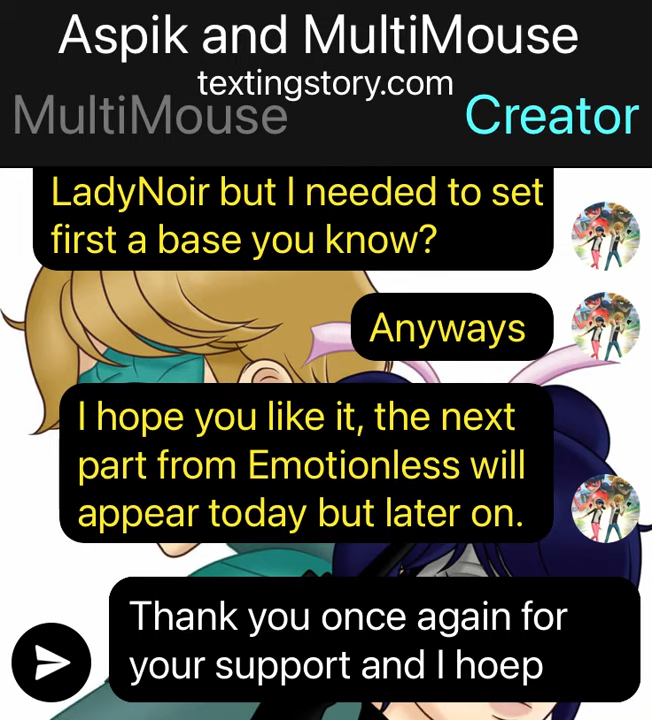 Aspik and MultiMouse
textingstory.com
MultiMouse
Creator
LadyNoir but I needed to set
first a base you know?
Anyways
I hope you like it, the next
part from Emotionless will
appear today but later on.
Thank you once again for
your support and I hoep